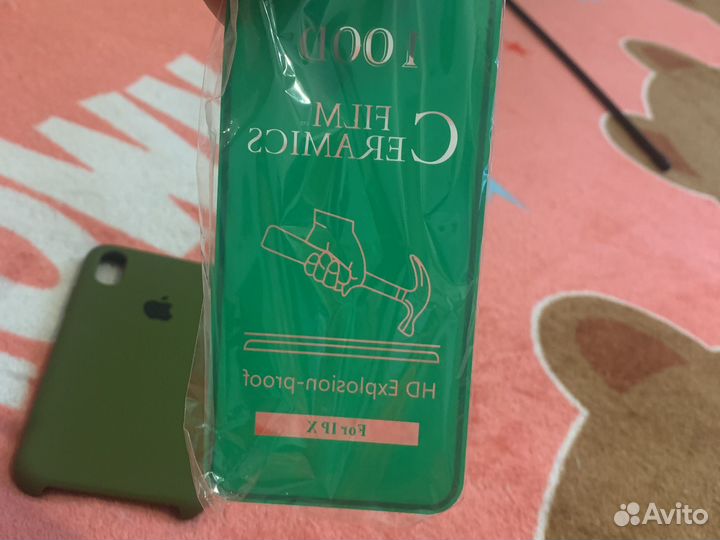 100D
FILM
CERAMICS
HD Explosion-proof
For IP X
Avito